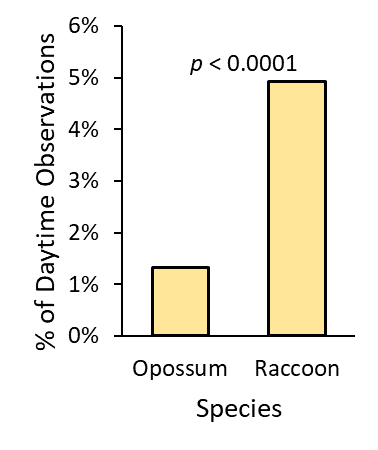 % of Daytime Observations
6%
5%
4%
3%
2%
1%
0%
p < 0.0001
Opossum Raccoon
Species